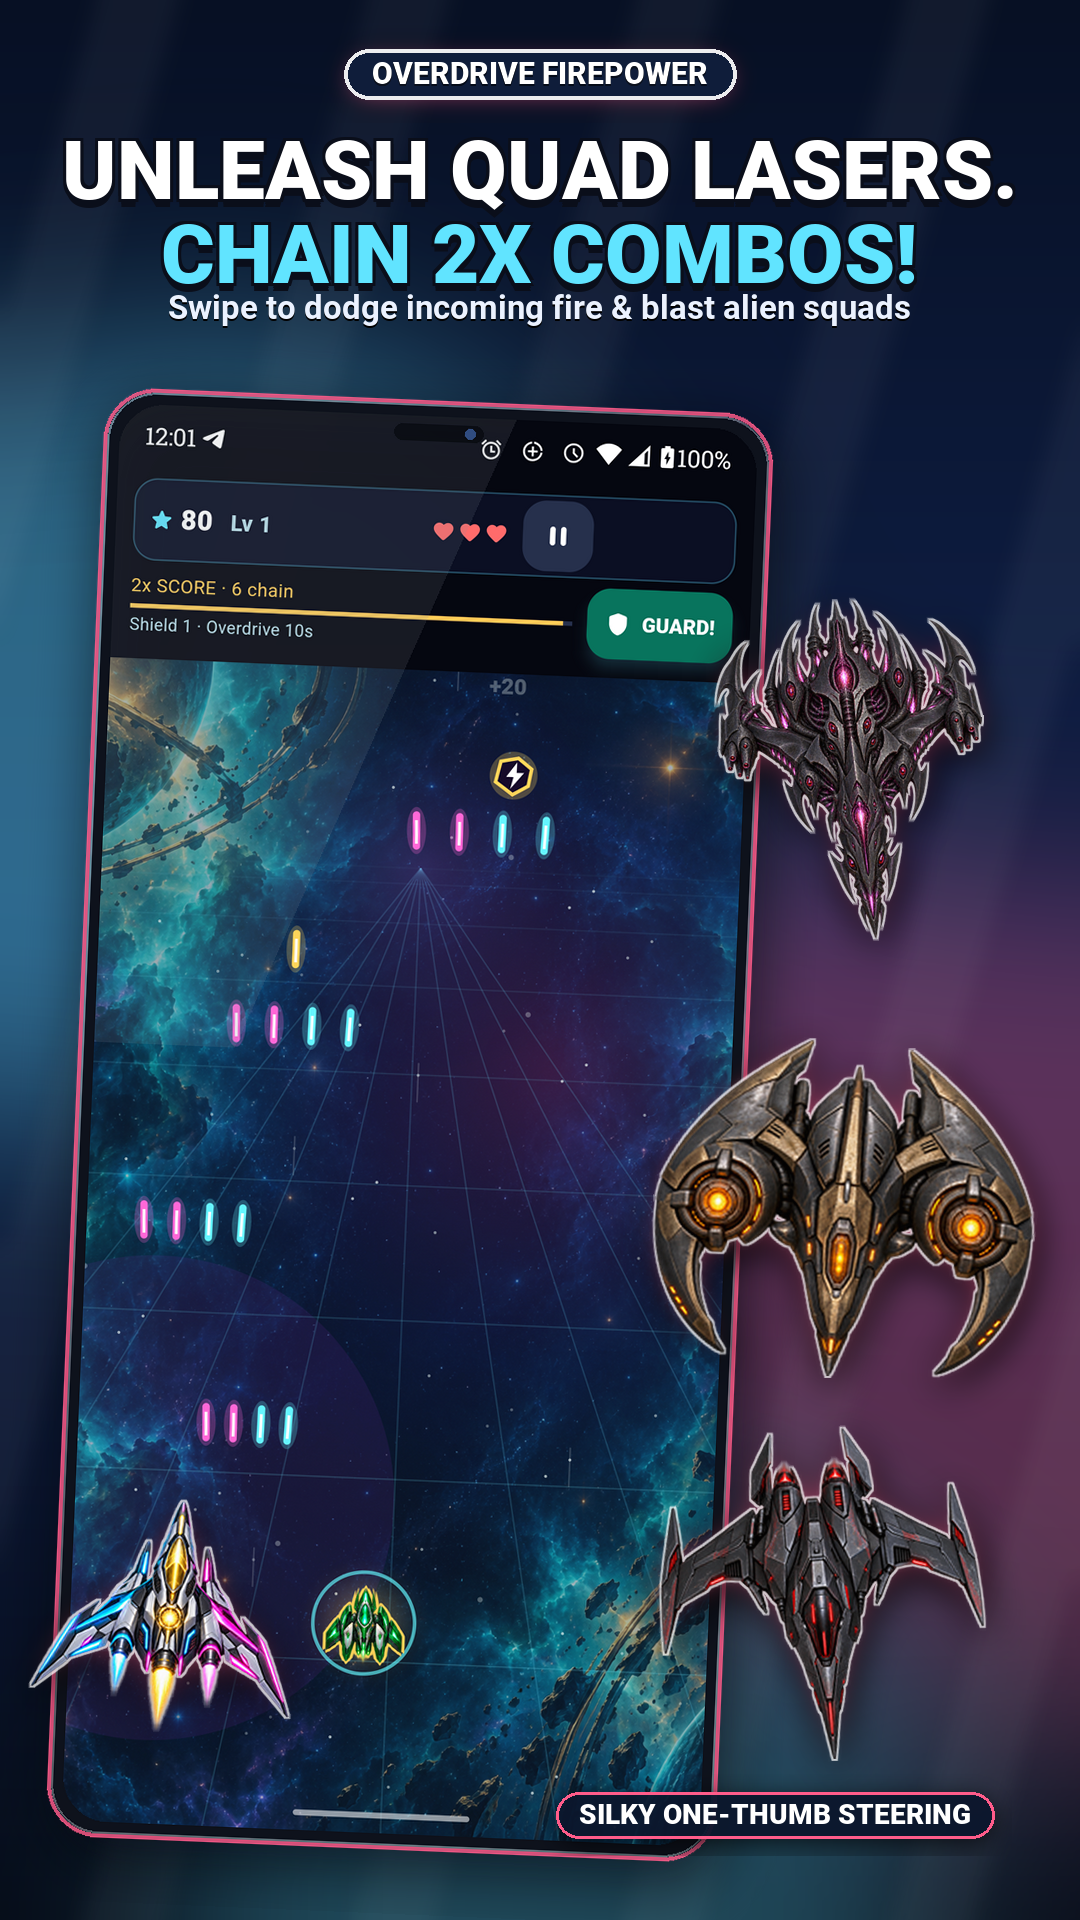 OVERDRIVE FIREPOWER
UNLEASH QUAD LASERS.
CHAIN 2X COMBOS!
Swipe to dodge incoming fire & blast alien squads
12:01 100%
80 Lv 1
2x SCORE · 6 chain
Shield 1 · Overdrive 10s
GUARD!
+20
SILKY ONE-THUMB STEERING